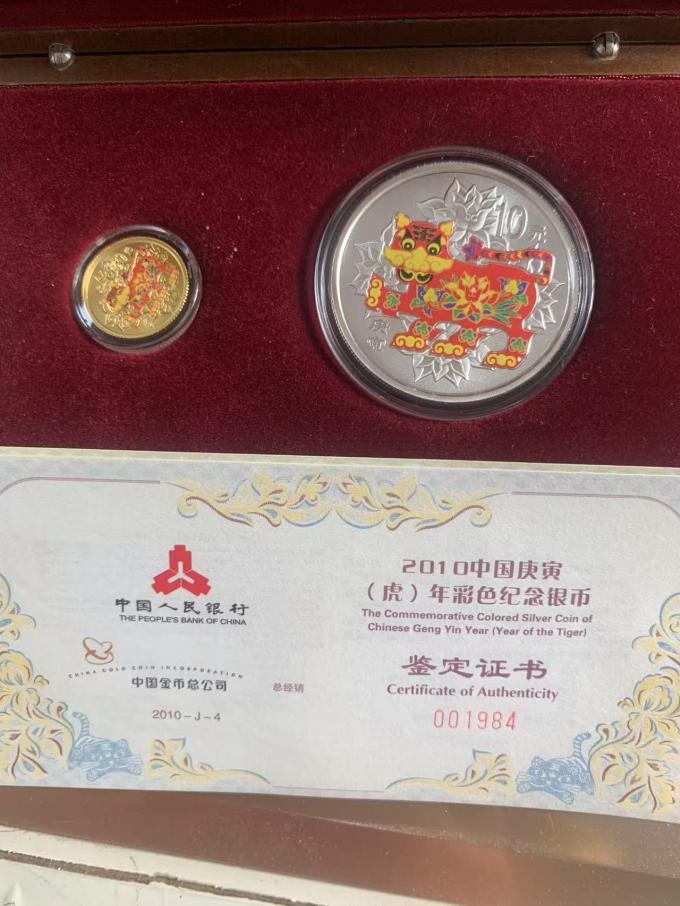 10元
庚
寅
中国人民银行
THE PEOPLE'S BANK OF CHINA
CHINA GOLD COIN INCORPORATION
中国金币总公司
总经销
2010-J-4
2010中国庚寅
（虎）年彩色纪念银币
The Commemorative Colored Silver Coin of
Chinese Geng Yin Year (Year of the Tiger)
鉴定证书
Certificate of Authenticity
001984